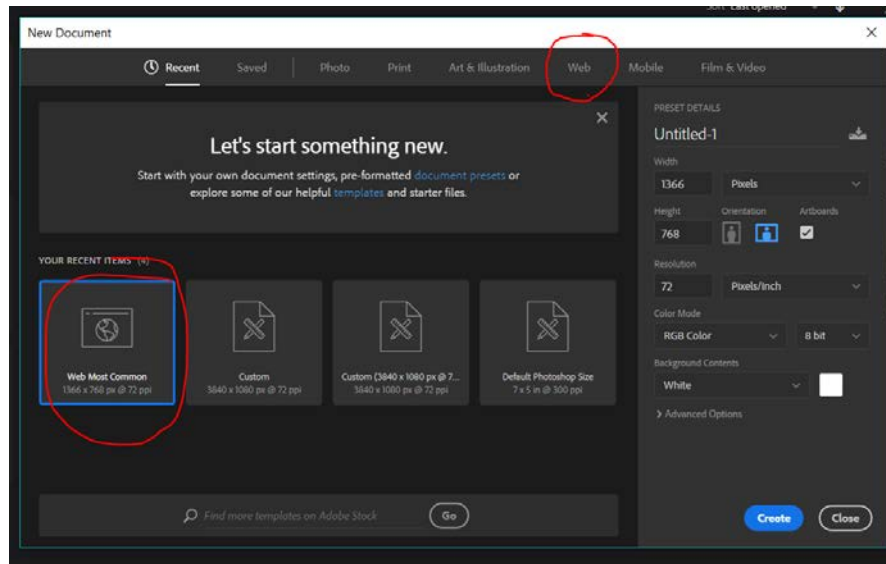 Sort Last opened
New Document
Recent Saved Photo Print Art & Illustration Web Mobile Film & Video
Let's start something new.
Start with your own document settings, pre-formatted document presets or
explore some of our helpful templates and starter files.
YOUR RECENT ITEMS (4)
Web Most Common
1366 x 768 px @ 72 ppi
Custom
3840 x 1080 px @ 72 ppi
Custom (3840 x 1080 px @ 7...
3840 x 1080 px @ 72 ppi
Default Photoshop Size
7 x 5 in @ 300 ppi
Find more templates on Adobe Stock
Go
PRESET DETAILS
Untitled-1
Width
1366 Pixels
Height Orientation Artboards
768
Resolution
72 Pixels/Inch
Color Mode
RGB Color 8 bit
Background Contents
White
Advanced Options
Create Close